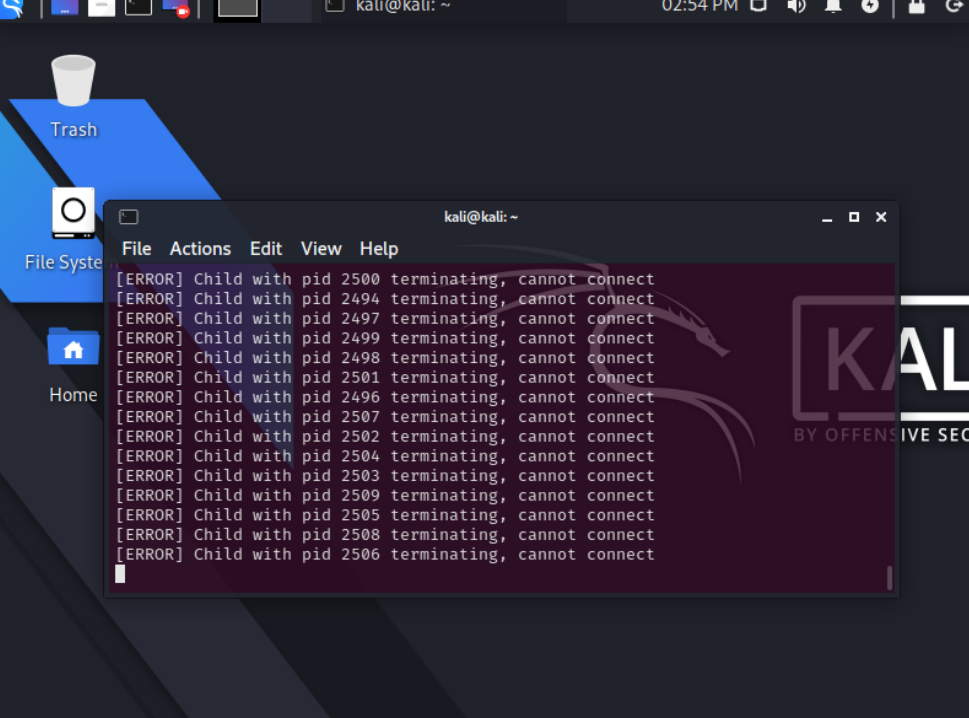 kali@kali: ~
02:54 PM
Trash
File Syste
Home
kali@kali: ~
File Actions Edit View Help
[ERROR] Child with pid 2500 terminating, cannot connect
[ERROR] Child with pid 2494 terminating, cannot connect
[ERROR] Child with pid 2497 terminating, cannot connect
[ERROR] Child with pid 2499 terminating, cannot connect
[ERROR] Child with pid 2498 terminating, cannot connect
[ERROR] Child with pid 2501 terminating, cannot connect
[ERROR] Child with pid 2496 terminating, cannot connect
[ERROR] Child with pid 2507 terminating, cannot connect
[ERROR] Child with pid 2502 terminating, cannot connect
[ERROR] Child with pid 2504 terminating, cannot connect
[ERROR] Child with pid 2503 terminating, cannot connect
[ERROR] Child with pid 2509 terminating, cannot connect
[ERROR] Child with pid 2505 terminating, cannot connect
[ERROR] Child with pid 2508 terminating, cannot connect
[ERROR] Child with pid 2506 terminating, cannot connect
KAL
BY OFFENSIVE SEC